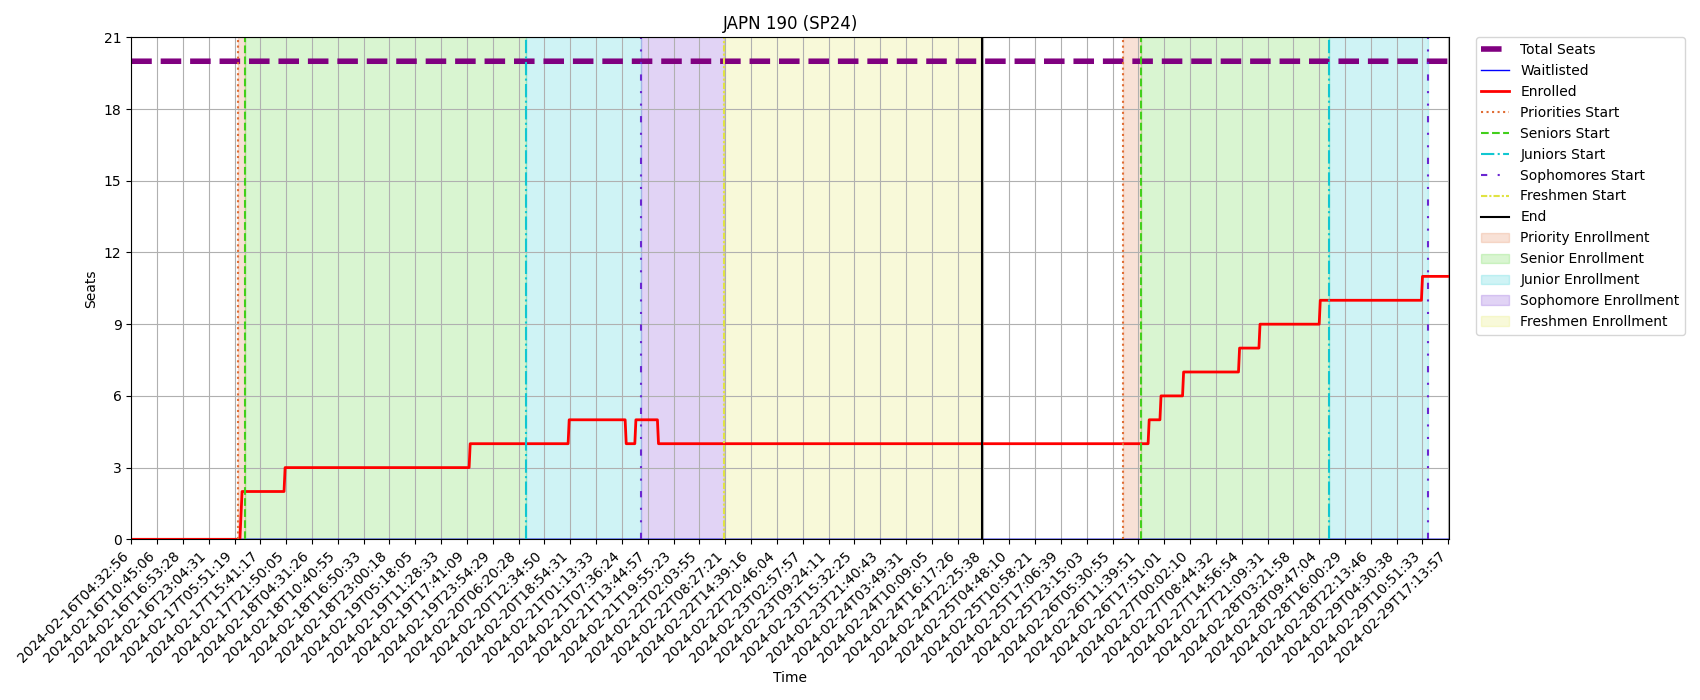 JAPN 190 (SP24)
21
18
15
12
9
6
3
0
Seats
2024-02-16T04:32:56
2024-02-16T10:45:06
2024-02-16T16:53:28
2024-02-16T23:04:31
2024-02-17T05:51:19
2024-02-17T15:41:17
2024-02-17T21:50:05
2024-02-18T04:31:26
2024-02-18T10:40:55
2024-02-18T16:50:33
2024-02-18T23:00:18
2024-02-19T05:18:05
2024-02-19T11:28:33
2024-02-19T17:41:09
2024-02-19T23:54:29
2024-02-20T06:20:28
2024-02-20T12:34:50
2024-02-20T18:54:31
2024-02-21T01:13:33
2024-02-21T07:36:24
2024-02-21T13:44:57
2024-02-21T19:55:23
2024-02-22T02:03:55
2024-02-22T08:27:21
2024-02-22T14:39:16
2024-02-22T20:46:04
2024-02-23T02:57:57
2024-02-23T09:24:11
2024-02-23T15:32:25
2024-02-23T21:40:43
2024-02-24T03:49:31
2024-02-24T10:09:05
2024-02-24T16:17:26
2024-02-24T22:25:38
2024-02-25T04:48:10
2024-02-25T10:58:21
2024-02-25T17:06:39
2024-02-25T23:15:03
2024-02-26T05:30:55
2024-02-26T11:39:51
2024-02-26T17:51:01
2024-02-27T00:02:10
2024-02-27T08:44:32
2024-02-27T14:56:54
2024-02-27T21:09:31
2024-02-28T03:21:58
2024-02-28T09:47:04
2024-02-28T16:00:29
2024-02-28T22:13:46
2024-02-29T04:30:38
2024-02-29T10:51:33
2024-02-29T17:13:57
Time
Total Seats
Waitlisted
Enrolled
Priorities Start
Seniors Start
Juniors Start
Sophomores Start
Freshmen Start
End
Priority Enrollment
Senior Enrollment
Junior Enrollment
Sophomore Enrollment
Freshmen Enrollment